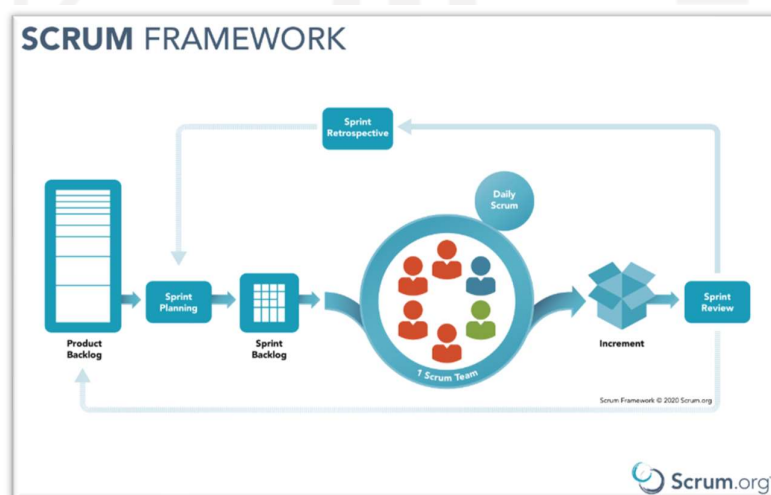 SCRUM FRAMEWORK
Sprint
Retrospective
Daily
Scrum
Sprint
Planning
Sprint
Review
Product
Backlog
Sprint
Backlog
Increment
1 Scrum Team
Scrum Framework © 2020 Scrum.org
Scrum.org